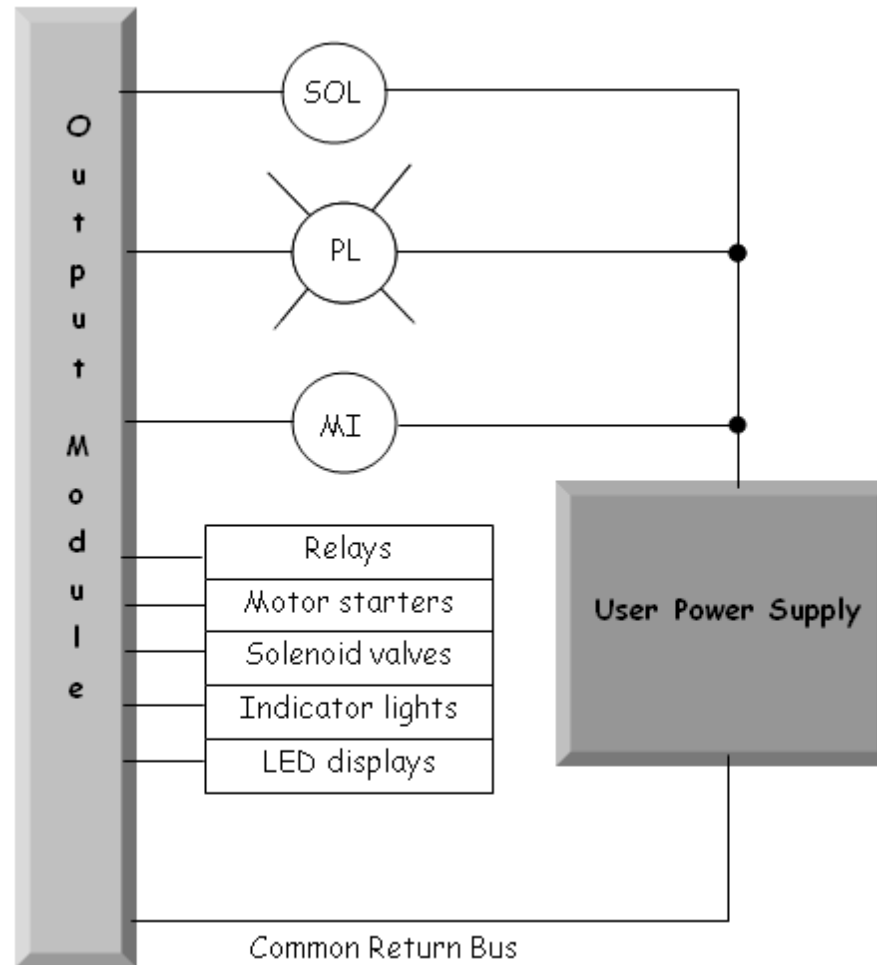 Output Module
SOL
PL
MI
Relays
Motor starters
Solenoid valves
Indicator lights
LED displays
User Power Supply
Common Return Bus